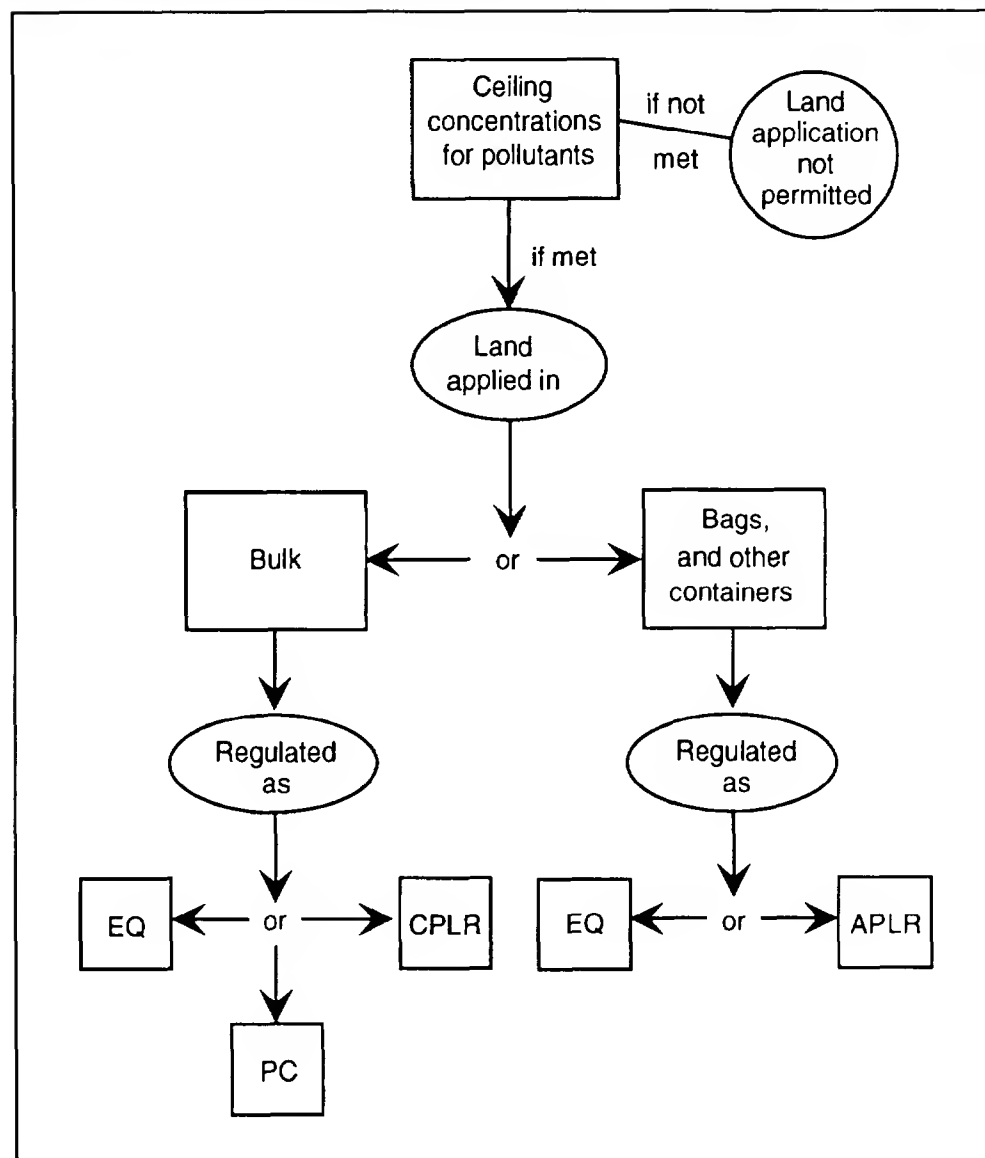 Ceiling
concentrations
for pollutants
if not
met
Land
application
not
permitted
if met
Land
applied in
Bulk
or
Bags,
and other
containers
Regulated
as
Regulated
as
EQ
or
CPLR
EQ
or
APLR
PC